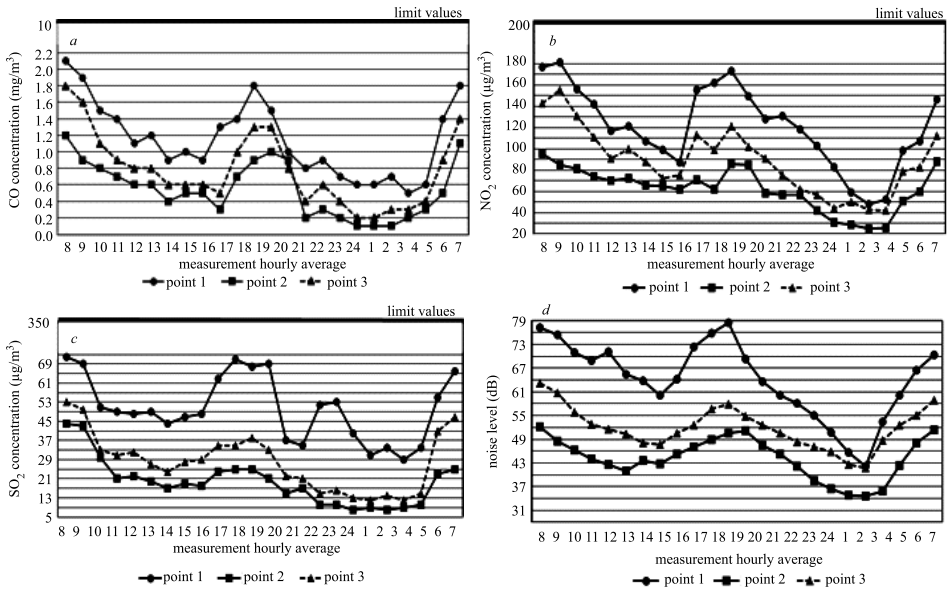 limit values
10
a
2.2
2.0
1.8
1.6
1.4
1.2
1.0
0.8
0.6
0.4
0.2
0.0
CO concentration (mg/m³)
8 9 10 11 12 13 14 15 16 17 18 19 20 21 22 23 24 1 2 3 4 5 6 7
measurement hourly average
point 1 point 2 point 3
limit values
200
b
180
160
140
120
100
80
60
40
20
NO₂ concentration (µg/m³)
8 9 10 11 12 13 14 15 16 17 18 19 20 21 22 23 24 1 2 3 4 5 6 7
measurement hourly average
point 1 point 2 point 3
limit values
350
c
69
61
53
45
37
29
21
13
5
SO₂ concentration (µg/m³)
8 9 10 11 12 13 14 15 16 17 18 19 20 21 22 23 24 1 2 3 4 5 6 7
measurement hourly average
point 1 point 2 point 3
d
79
73
67
61
55
49
43
37
31
noise level (dB)
8 9 10 11 12 13 14 15 16 17 18 19 20 21 22 23 24 1 2 3 4 5 6 7
measurement hourly average
point 1 point 2 point 3